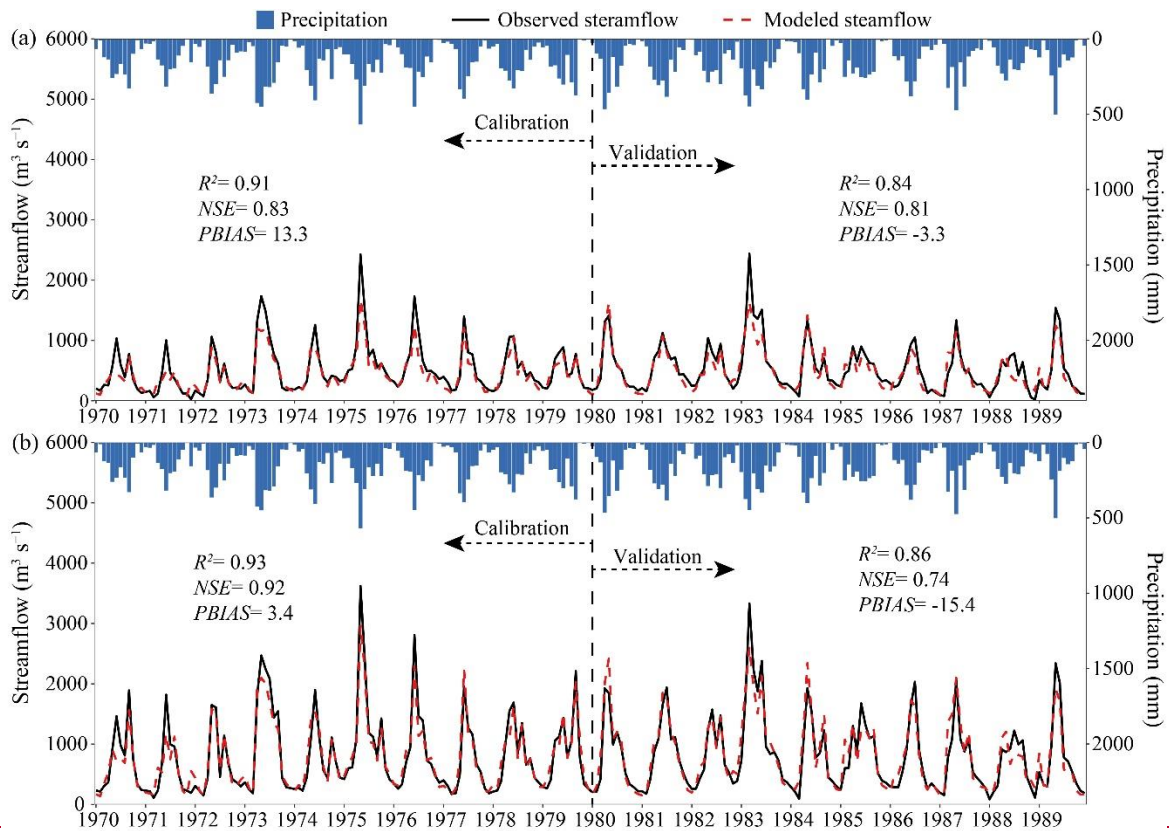 Precipitation Observed steramflow Modeled steamflow
(a)
6000
5000
4000
3000
2000
1000
0
Streamflow (m³ s⁻¹)
0
500
1000
1500
2000
Precipitation (mm)
Calibration
Validation
R²= 0.91
NSE= 0.83
PBIAS= 13.3
R²= 0.84
NSE= 0.81
PBIAS= -3.3
1970 1971 1972 1973 1974 1975 1976 1977 1978 1979 1980 1981 1982 1983 1984 1985 1986 1987 1988 1989
(b)
6000
5000
4000
3000
2000
1000
0
Streamflow (m³ s⁻¹)
0
500
1000
1500
2000
Precipitation (mm)
Calibration
Validation
R²= 0.93
NSE= 0.92
PBIAS= 3.4
R²= 0.86
NSE= 0.74
PBIAS= -15.4
1970 1971 1972 1973 1974 1975 1976 1977 1978 1979 1980 1981 1982 1983 1984 1985 1986 1987 1988 1989